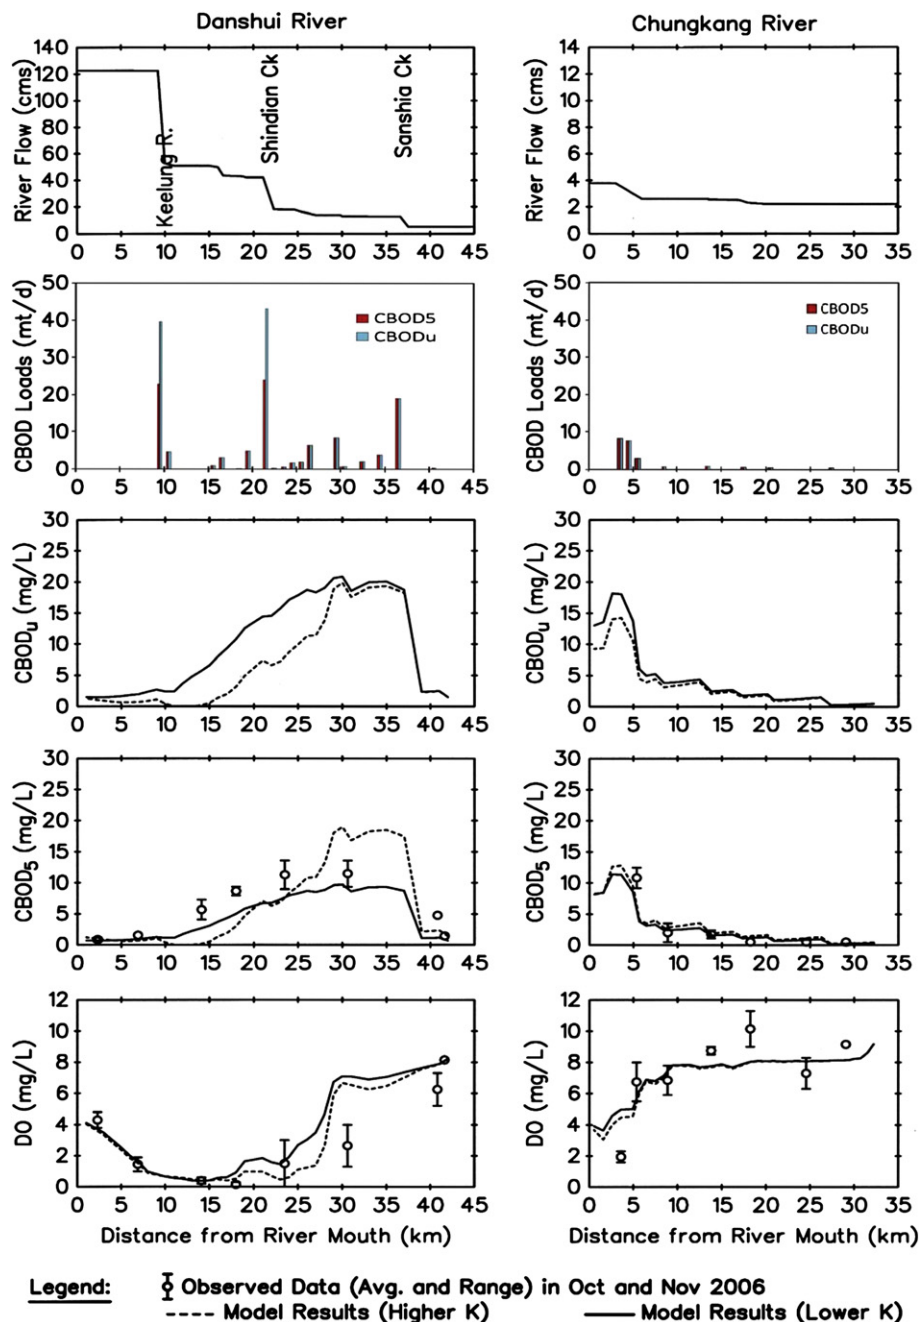 Danshui River
Chungkang River
River Flow (cms)
140
120
100
80
60
40
20
0
Keelung R.
Shindian Ck
Sanshia Ck
0 5 10 15 20 25 30 35 40 45
River Flow (cms)
14
12
10
8
6
4
2
0
0 5 10 15 20 25 30 35
CBOD Loads (mt/d)
50
40
30
20
10
0
CBOD5
CBODu
0 5 10 15 20 25 30 35 40 45
CBOD Loads (mt/d)
50
40
30
20
10
0
CBOD5
CBODu
0 5 10 15 20 25 30 35
CBODu (mg/L)
30
25
20
15
10
5
0
0 5 10 15 20 25 30 35 40 45
CBODu (mg/L)
30
25
20
15
10
5
0
0 5 10 15 20 25 30 35
CBOD5 (mg/L)
30
25
20
15
10
5
0
0 5 10 15 20 25 30 35 40 45
CBOD5 (mg/L)
30
25
20
15
10
5
0
0 5 10 15 20 25 30 35
DO (mg/L)
12
10
8
6
4
2
0
0 5 10 15 20 25 30 35 40 45
Distance from River Mouth (km)
DO (mg/L)
12
10
8
6
4
2
0
0 5 10 15 20 25 30 35
Distance from River Mouth (km)
Legend: Observed Data (Avg. and Range) in Oct and Nov 2006
Model Results (Higher K) Model Results (Lower K)